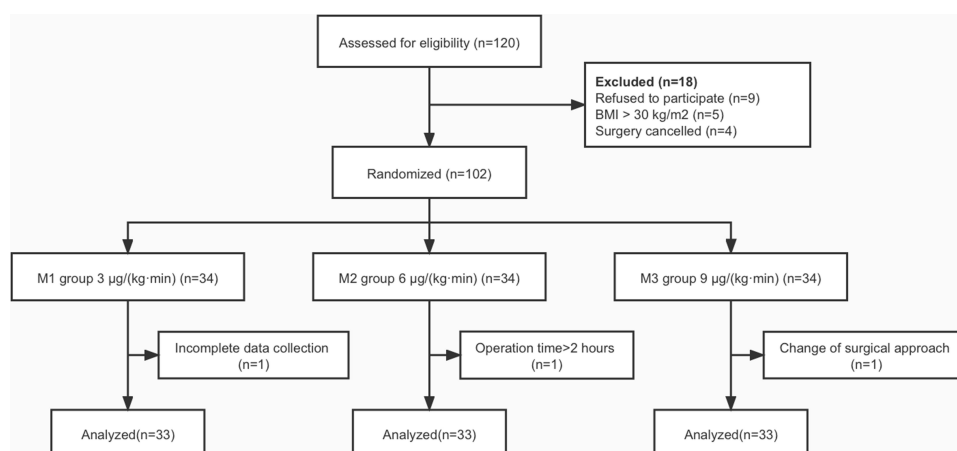 Assessed for eligibility (n=120)
Excluded (n=18)
Refused to participate (n=9)
BMI > 30 kg/m2 (n=5)
Surgery cancelled (n=4)
Randomized (n=102)
M1 group 3 µg/(kg·min) (n=34)
M2 group 6 µg/(kg·min) (n=34)
M3 group 9 µg/(kg·min) (n=34)
Incomplete data collection
(n=1)
Operation time>2 hours
(n=1)
Change of surgical approach
(n=1)
Analyzed(n=33)
Analyzed(n=33)
Analyzed(n=33)